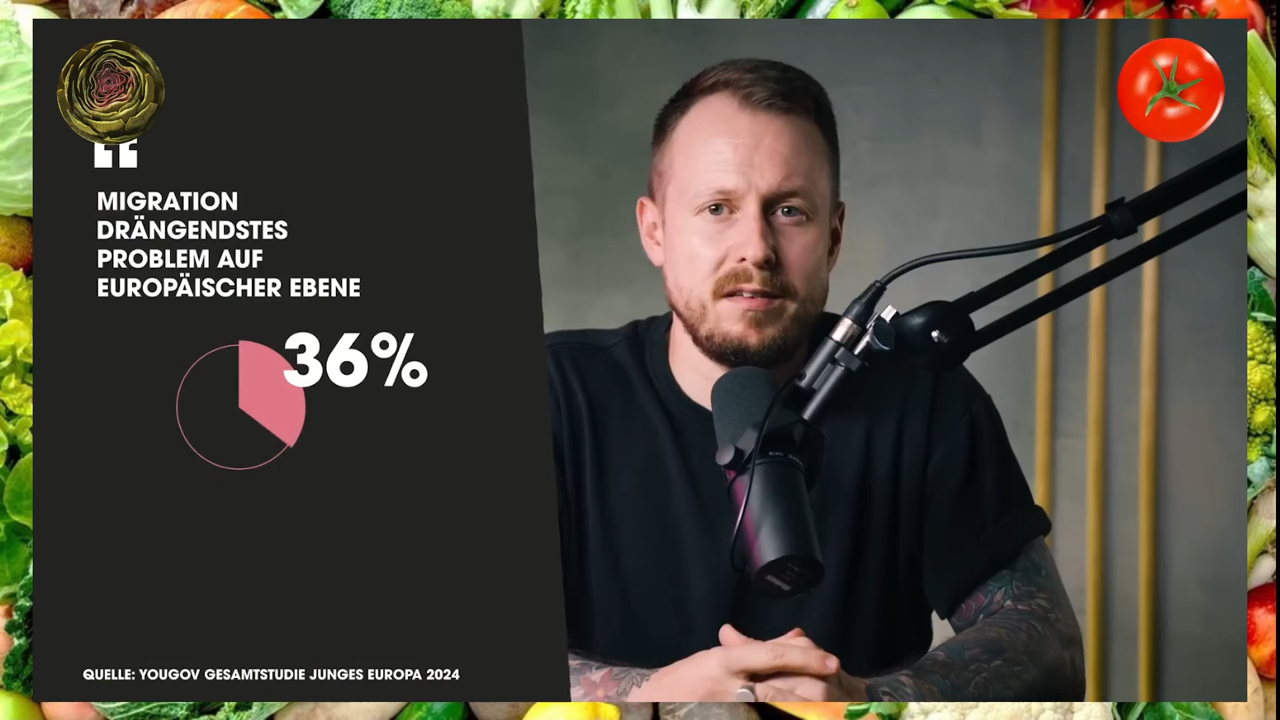 “
MIGRATION
DRÄNGENDSTES
PROBLEM AUF
EUROPÄISCHER EBENE
36%
QUELLE: YOUGOV GESAMTSTUDIE JUNGES EUROPA 2024